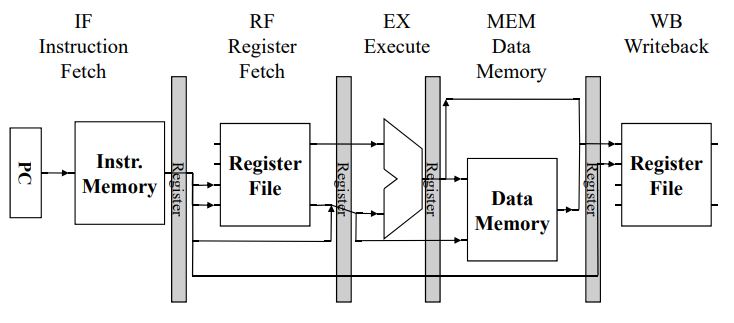 IF
Instruction
Fetch
RF
Register
Fetch
EX
Execute
MEM
Data
Memory
WB
Writeback
PC
Instr.
Memory
Register
Register
File
Register
Register
Data
Memory
Register
Register
File